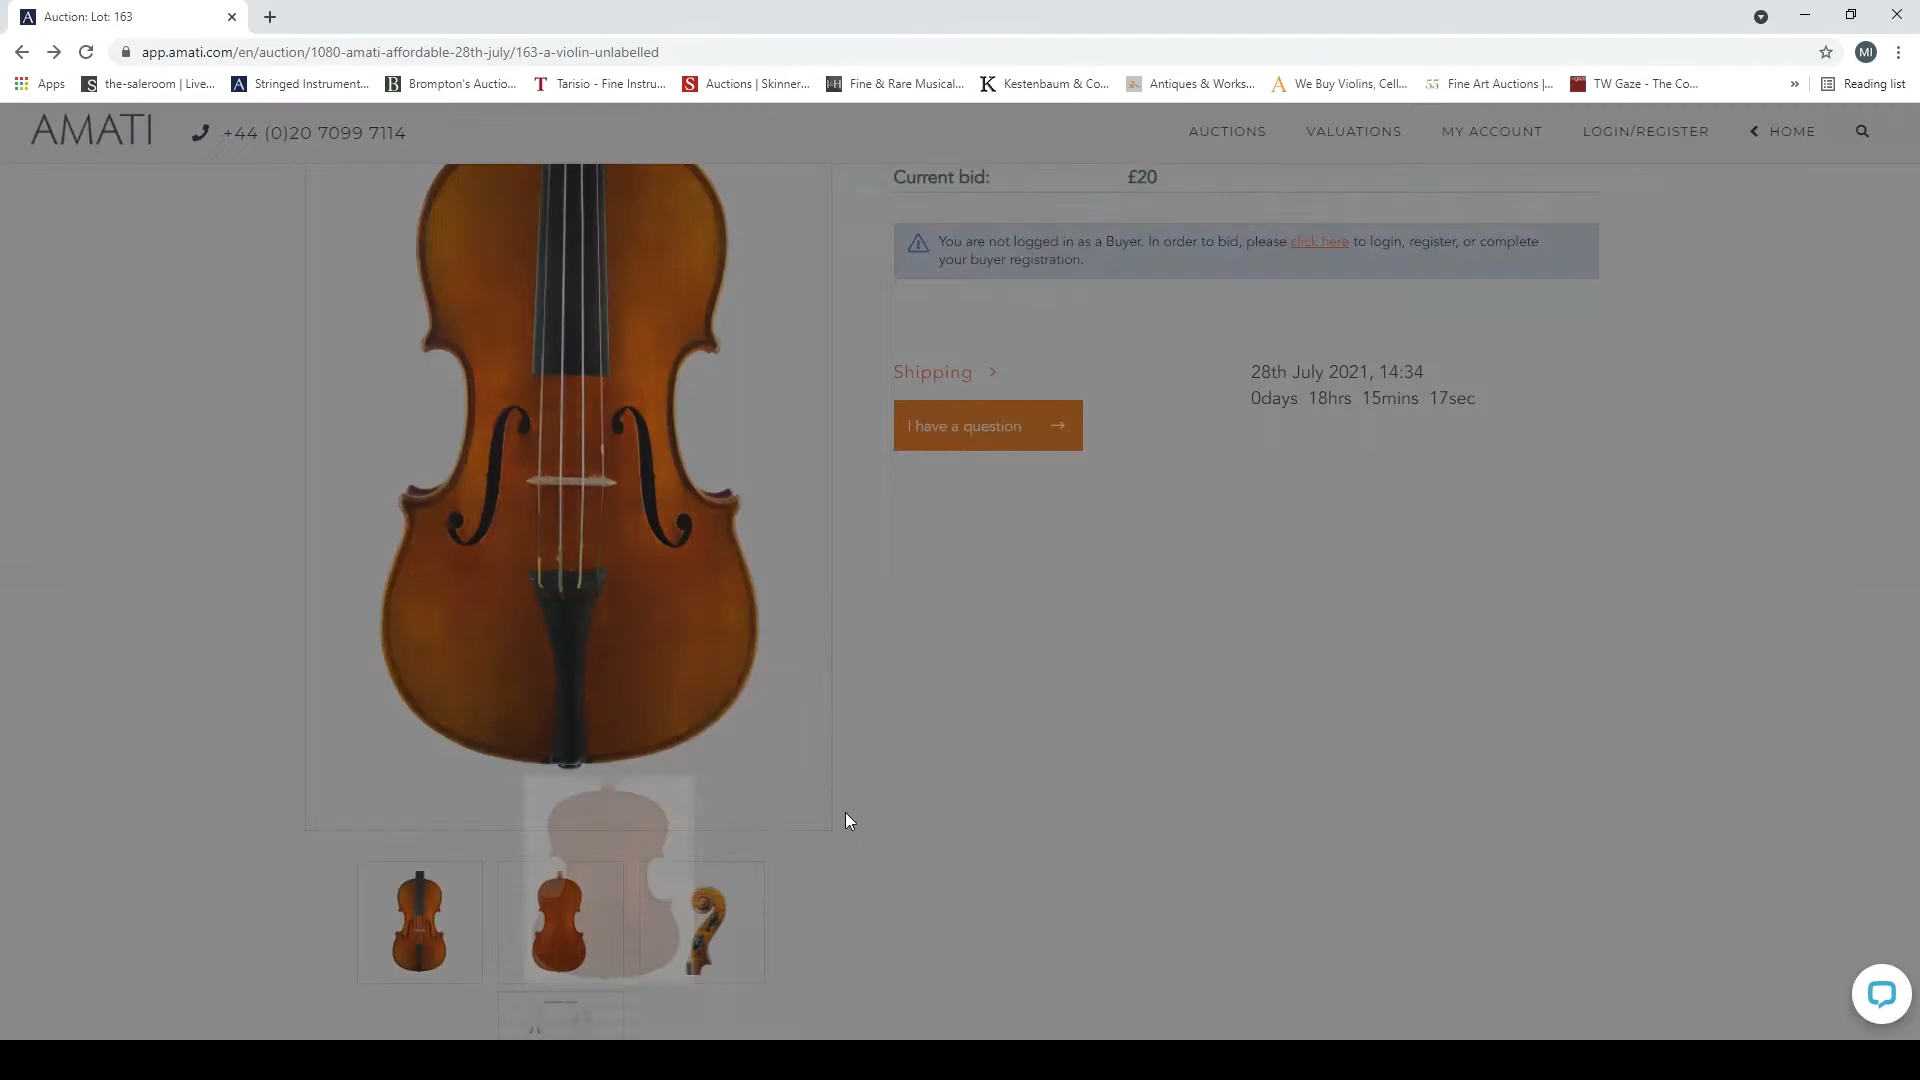 Auction: Lot: 163
app.amati.com/en/auction/1080-amati-affordable-28th-july/163-a-violin-unlabelled
MI
Apps
the-saleroom | Live...
Stringed Instrument...
Brompton's Auctio...
Tarisio - Fine Instru...
Auctions | Skinner...
Fine & Rare Musical...
Kestenbaum & Co...
Antiques & Works...
We Buy Violins, Cell...
Fine Art Auctions |...
TW Gaze - The Co...
»
Reading list
AMATI
+44 (0)20 7099 7114
AUCTIONS
VALUATIONS
MY ACCOUNT
LOGIN/REGISTER
HOME
Current bid: £20
You are not logged in as a Buyer. In order to bid, please click here to login, register, or complete
your buyer registration.
Shipping >
28th July 2021, 14:34
0days 18hrs 15mins 17sec
I have a question →